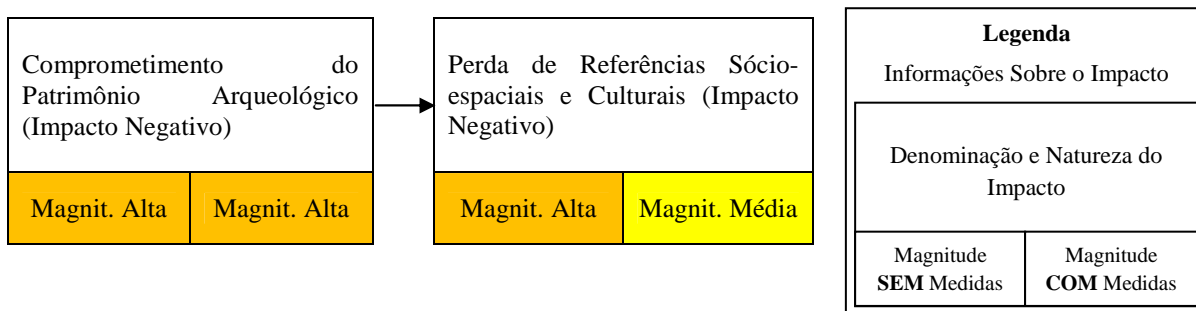 Comprometimento do
Patrimônio Arqueológico
(Impacto Negativo)
Magnit. Alta
Magnit. Alta
Perda de Referências Sócio-
espaciais e Culturais (Impacto
Negativo)
Magnit. Alta
Magnit. Média
Legenda
Informações Sobre o Impacto
Denominação e Natureza do
Impacto
Magnitude
SEM Medidas
Magnitude
COM Medidas